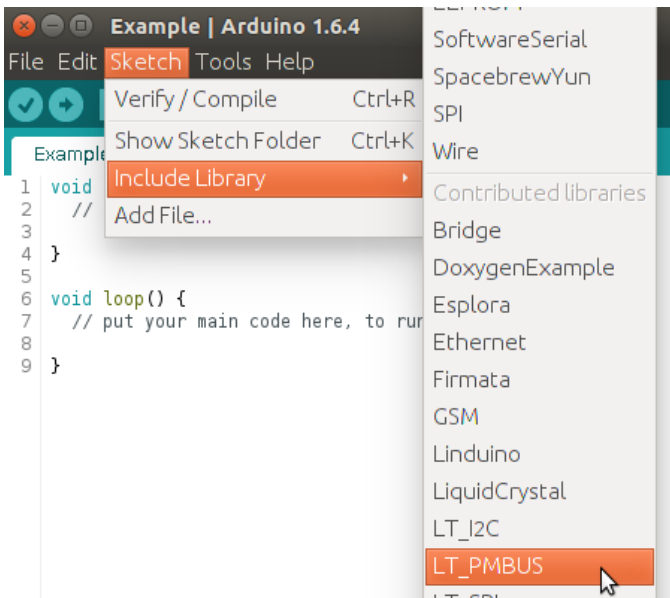 Example | Arduino 1.6.4
File Edit Sketch Tools Help
Verify / Compile Ctrl+R
Show Sketch Folder Ctrl+K
Include Library
Add File...
Example
1 void
2 //
3
4 }
5
6 void loop() {
7 // put your main code here, to run
8
9 }
SoftwareSerial
SpacebrewYun
SPI
Wire
Contributed libraries
Bridge
DoxygenExample
Esplora
Ethernet
Firmata
GSM
Linduino
LiquidCrystal
LT_I2C
LT_PMBUS